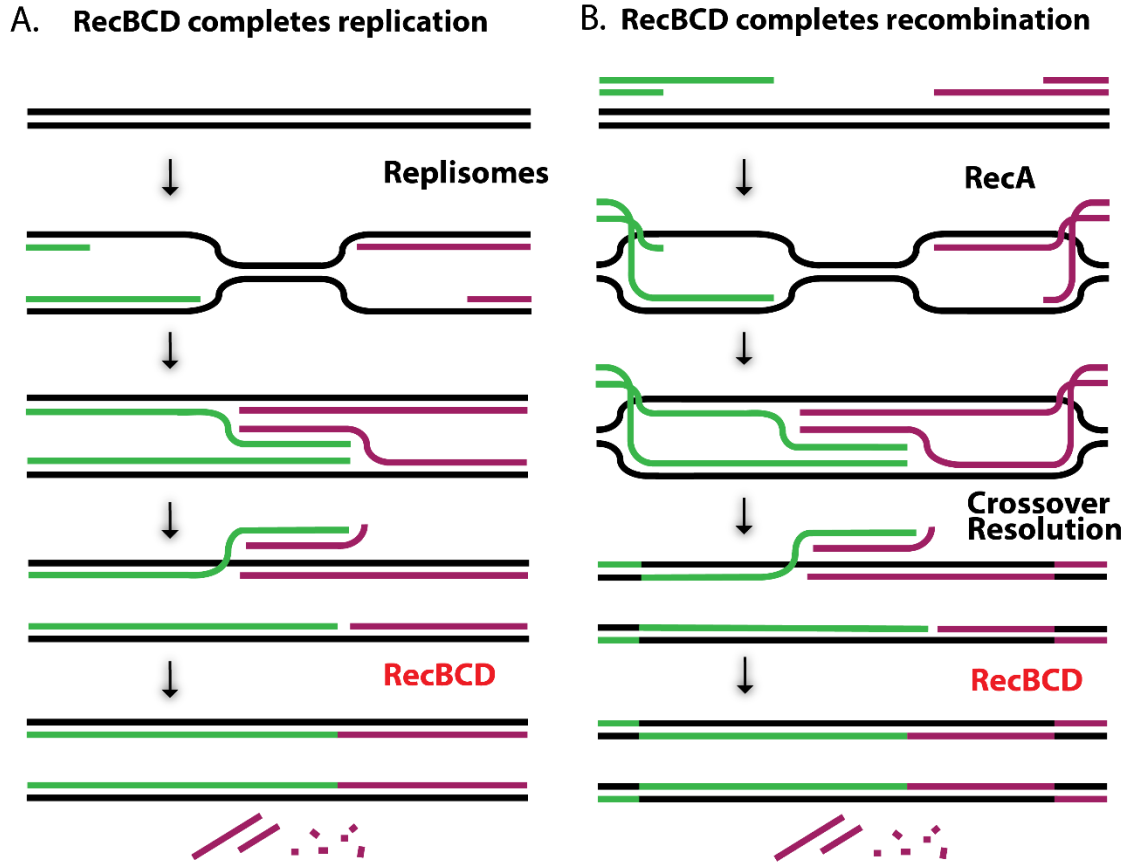 A. RecBCD completes replication
Replisomes
RecBCD
B. RecBCD completes recombination
RecA
Crossover
Resolution
RecBCD